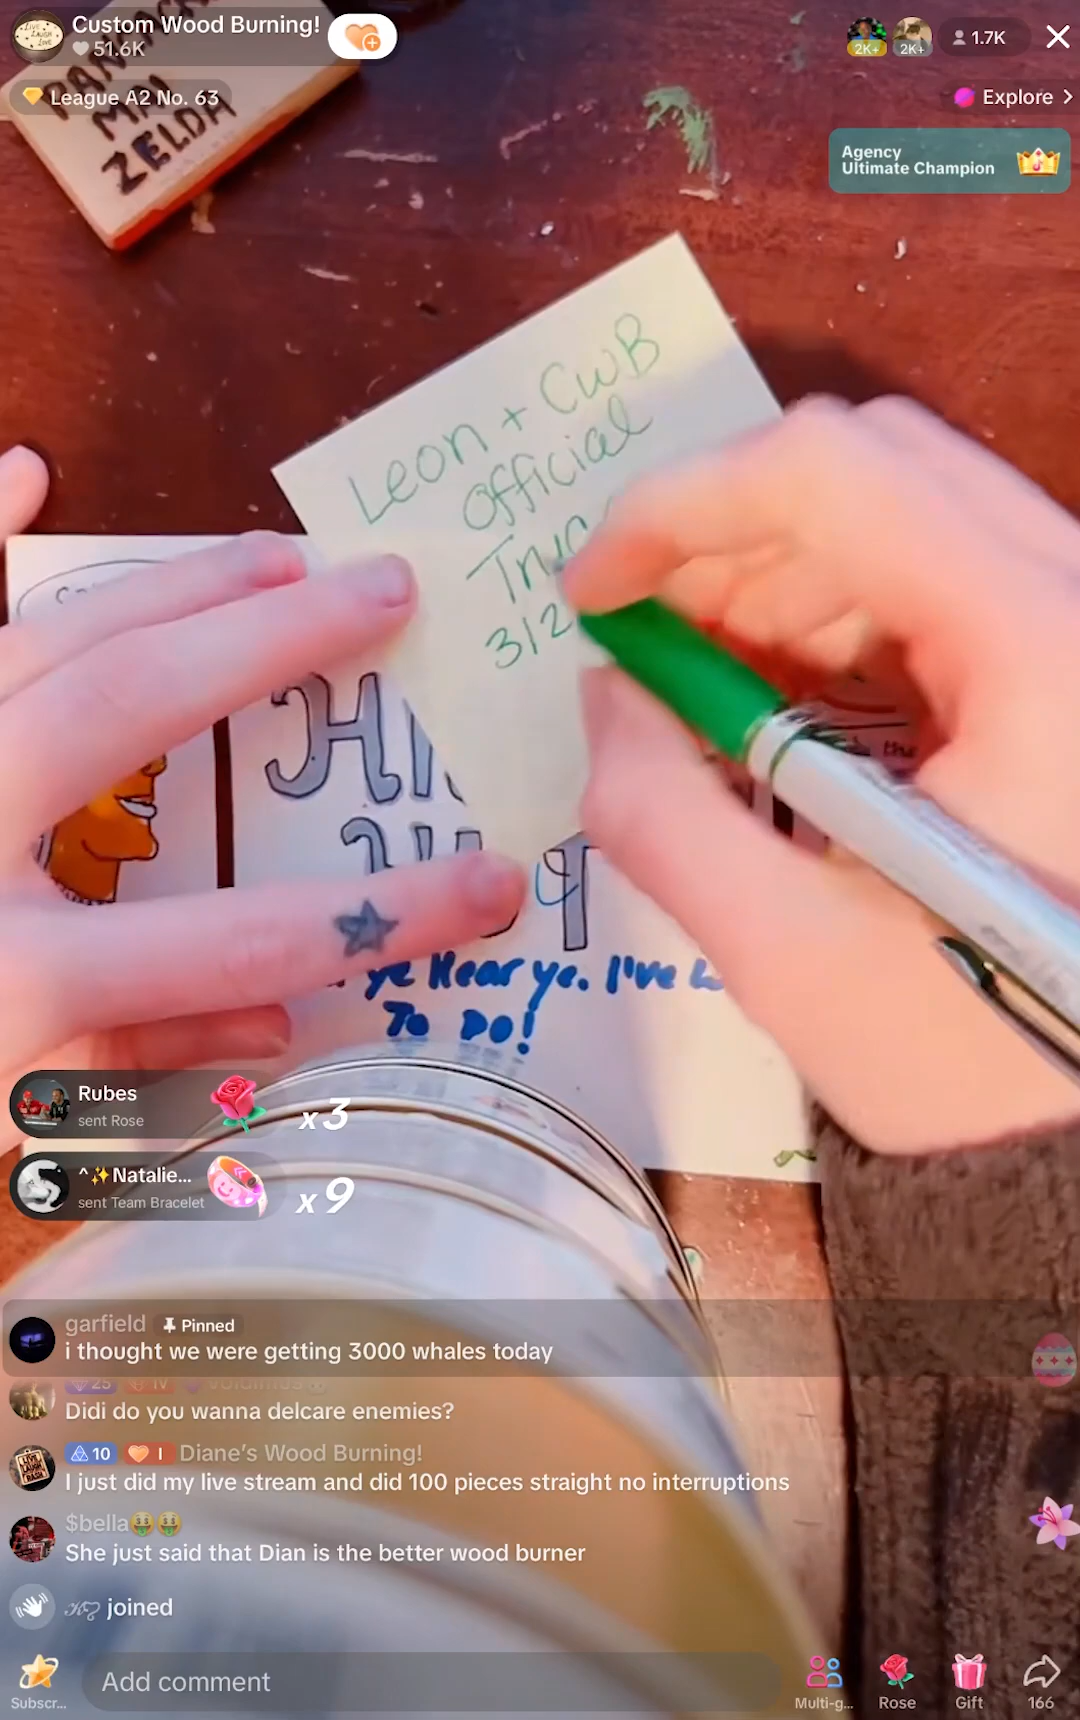 Custom Wood Burning!
51.6K
2K+
2K+
1.7K
League A2 No. 63
Explore >
Agency
Ultimate Champion
MAN
ZELDA
Leon + CWB
Official
312
ye Hear ye. I've
To DO!
Rubes
sent Rose
x3
^✨Natalie...
sent Team Bracelet
x9
garfield Pinned
i thought we were getting 3000 whales today
25 IV
Didi do you wanna delcare enemies?
10 I Diane's Wood Burning!
I just did my live stream and did 100 pieces straight no interruptions
$bella🤑🤑
She just said that Dian is the better wood burner
joined
Add comment
Subscr...
Multi-g...
Rose
Gift
166